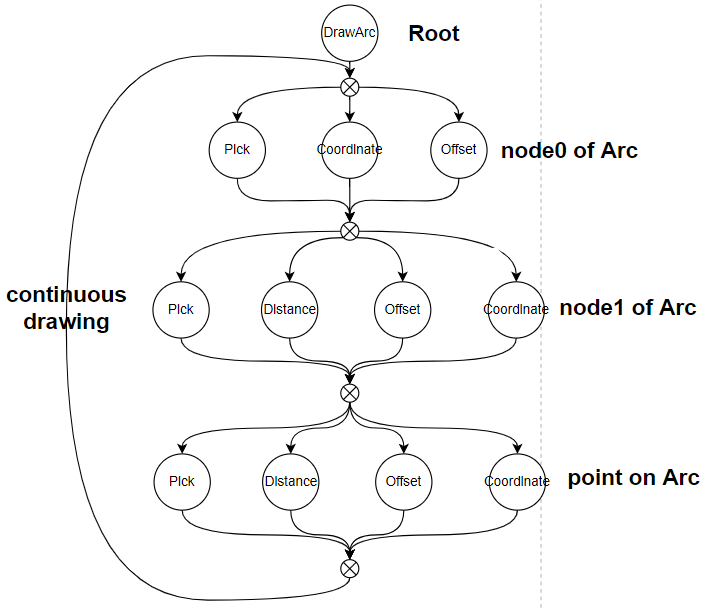 DrawArc
Root
PIck
CoordInate
Offset
node0 of Arc
PIck
DIstance
Offset
CoordInate
node1 of Arc
continuous
drawing
PIck
DIstance
Offset
CoordInate
point on Arc